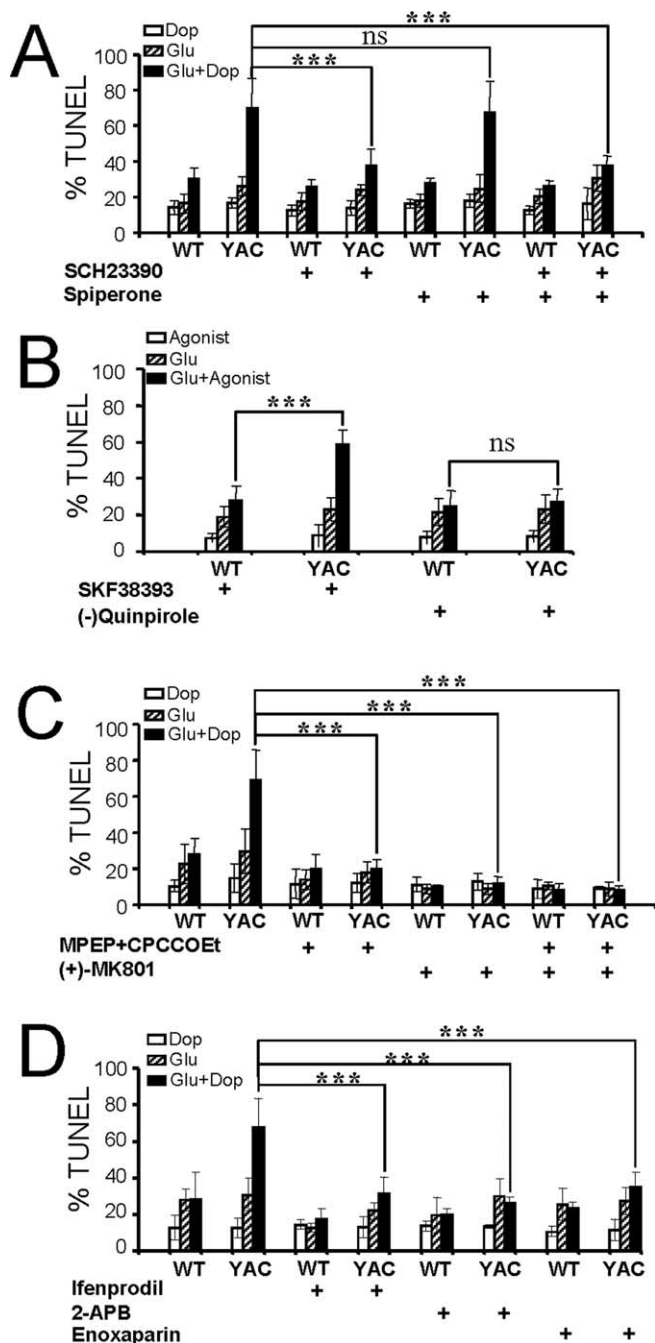 A
Dop
Glu
Glu+Dop
***
ns
***
% TUNEL
100
80
60
40
20
0
WT YAC WT YAC WT YAC WT YAC
SCH23390 + + + +
Spiperone + + + +
B
Agonist
Glu
Glu+Agonist
***
ns
% TUNEL
100
80
60
40
20
0
WT YAC WT YAC
SKF38393 + +
(-)Quinpirole + +
C
Dop
Glu
Glu+Dop
***
***
***
% TUNEL
100
80
60
40
20
0
WT YAC WT YAC WT YAC WT YAC
MPEP+CPCCOEt + + + +
(+)-MK801 + + + +
D
Dop
Glu
Glu+Dop
***
***
***
% TUNEL
100
80
60
40
20
0
WT YAC WT YAC WT YAC WT YAC
Ifenprodil + +
2-APB + +
Enoxaparin + +